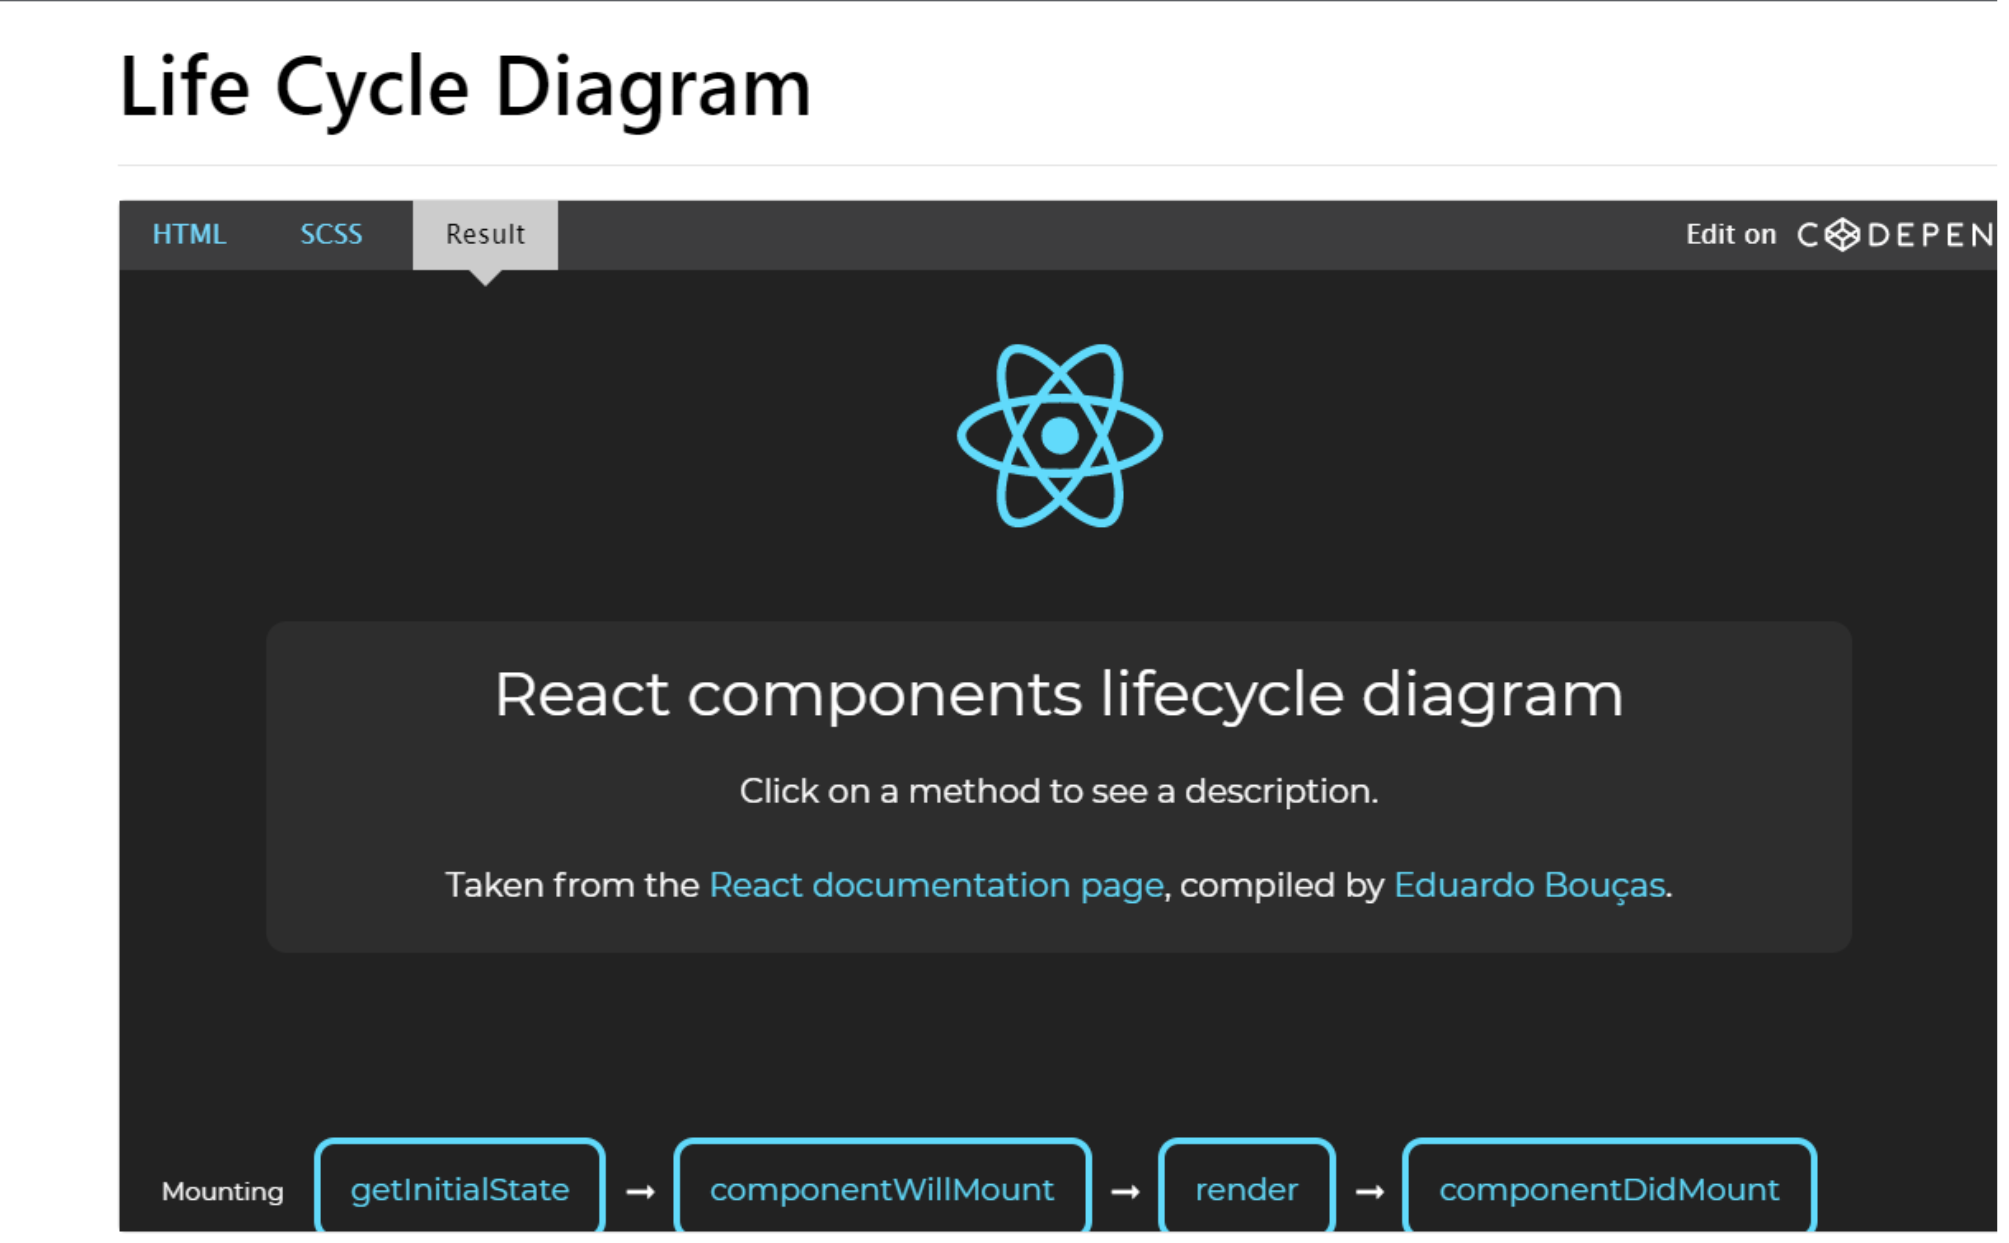 Life Cycle Diagram
HTML SCSS Result Edit on CODEPEN
React components lifecycle diagram
Click on a method to see a description.
Taken from the React documentation page, compiled by Eduardo Bouças.
Mounting getInitialState → componentWillMount → render → componentDidMount